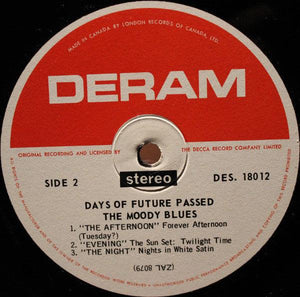 MADE IN CANADA BY LONDON RECORDS OF CANADA, LTD.
DERAM
ORIGINAL RECORDING AND LICENSED BY THE DECCA RECORD COMPANY LIMITED
SIDE 2
stereo
DES. 18012
DAYS OF FUTURE PASSED
THE MOODY BLUES
1. "THE AFTERNOON" Forever Afternoon
(Tuesday?)
2. "EVENING" The Sun Set: Twilight Time
3. "THE NIGHT" Nights in White Satin
(ZAL 8079)